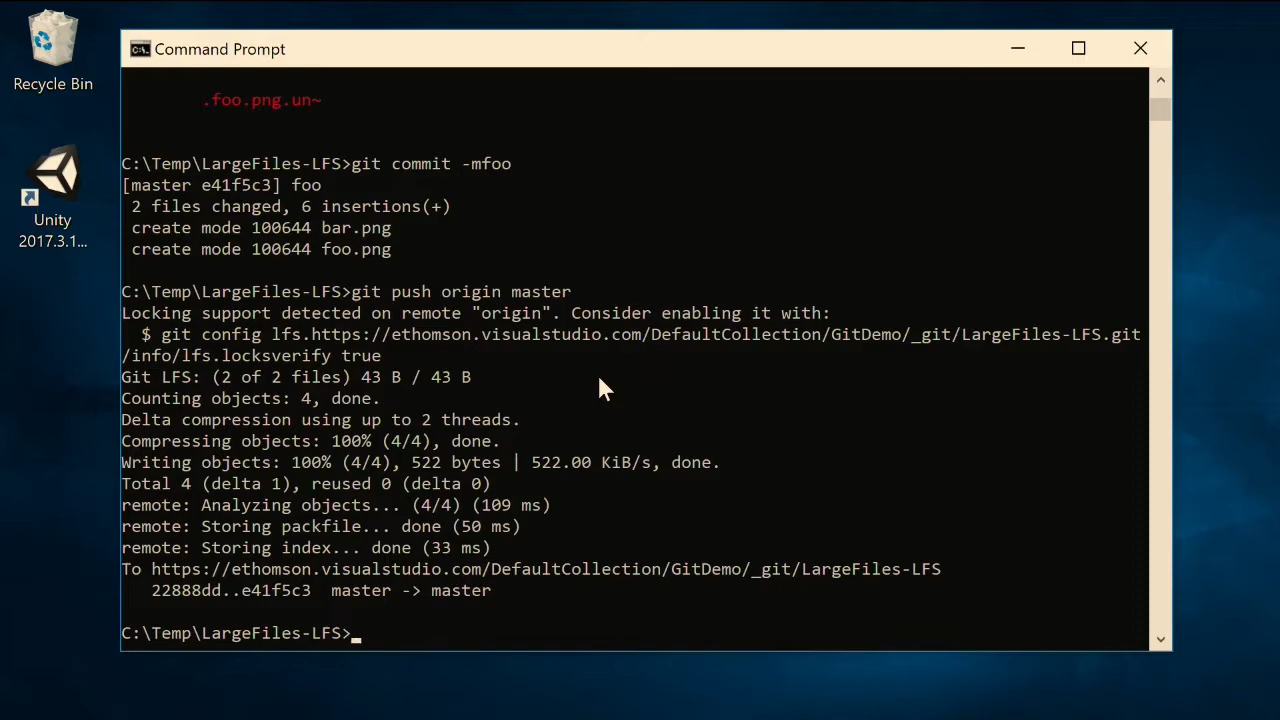 Recycle Bin
Unity
2017.3.1...
Command Prompt
.foo.png.un~
C:\Temp\LargeFiles-LFS>git commit -mfoo
[master e41f5c3] foo
 2 files changed, 6 insertions(+)
 create mode 100644 bar.png
 create mode 100644 foo.png
C:\Temp\LargeFiles-LFS>git push origin master
Locking support detected on remote "origin". Consider enabling it with:
  $ git config lfs.https://ethomson.visualstudio.com/DefaultCollection/GitDemo/_git/LargeFiles-LFS.git
/info/lfs.locksverify true
Git LFS: (2 of 2 files) 43 B / 43 B
Counting objects: 4, done.
Delta compression using up to 2 threads.
Compressing objects: 100% (4/4), done.
Writing objects: 100% (4/4), 522 bytes | 522.00 KiB/s, done.
Total 4 (delta 1), reused 0 (delta 0)
remote: Analyzing objects... (4/4) (109 ms)
remote: Storing packfile... done (50 ms)
remote: Storing index... done (33 ms)
To https://ethomson.visualstudio.com/DefaultCollection/GitDemo/_git/LargeFiles-LFS
   22888dd..e41f5c3  master -> master
C:\Temp\LargeFiles-LFS>